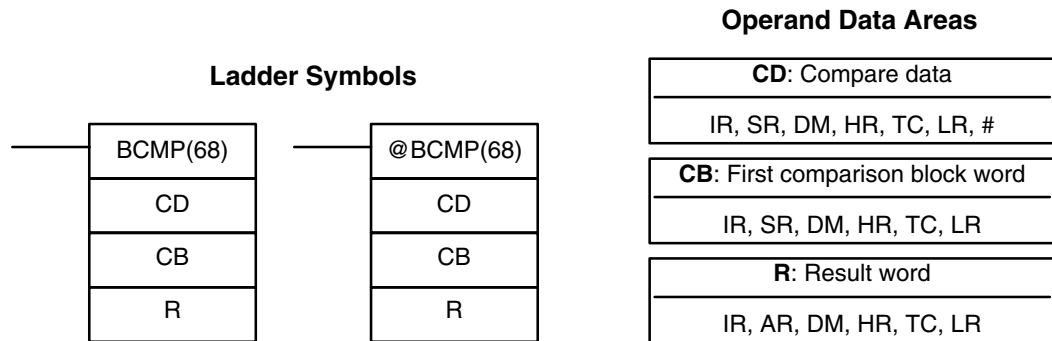 Ladder Symbols
BCMP(68)
CD
CB
R
@BCMP(68)
CD
CB
R
Operand Data Areas
CD: Compare data
IR, SR, DM, HR, TC, LR, #
CB: First comparison block word
IR, SR, DM, HR, TC, LR
R: Result word
IR, AR, DM, HR, TC, LR